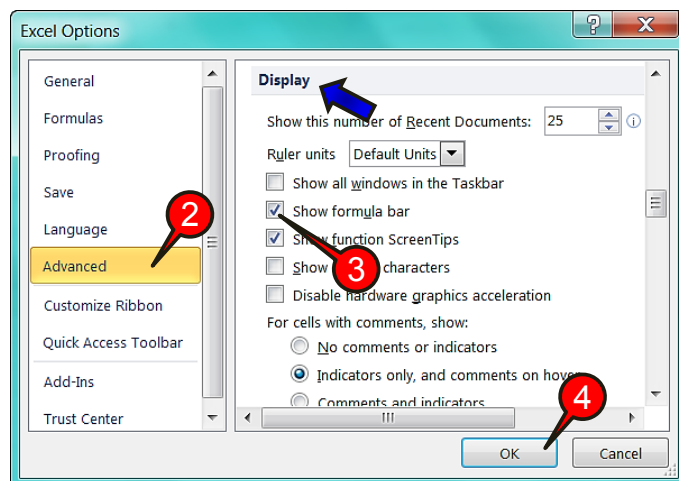 Excel Options
General
Formulas
Proofing
Save
Language
Advanced
Customize Ribbon
Quick Access Toolbar
Add-Ins
Trust Center
Display
Show this number of Recent Documents: 25
Ruler units Default Units
Show all windows in the Taskbar
Show formula bar
Show function ScreenTips
Show characters
Disable hardware graphics acceleration
For cells with comments, show:
No comments or indicators
Indicators only, and comments on hover
Comments and indicators
OK Cancel
2
3
4